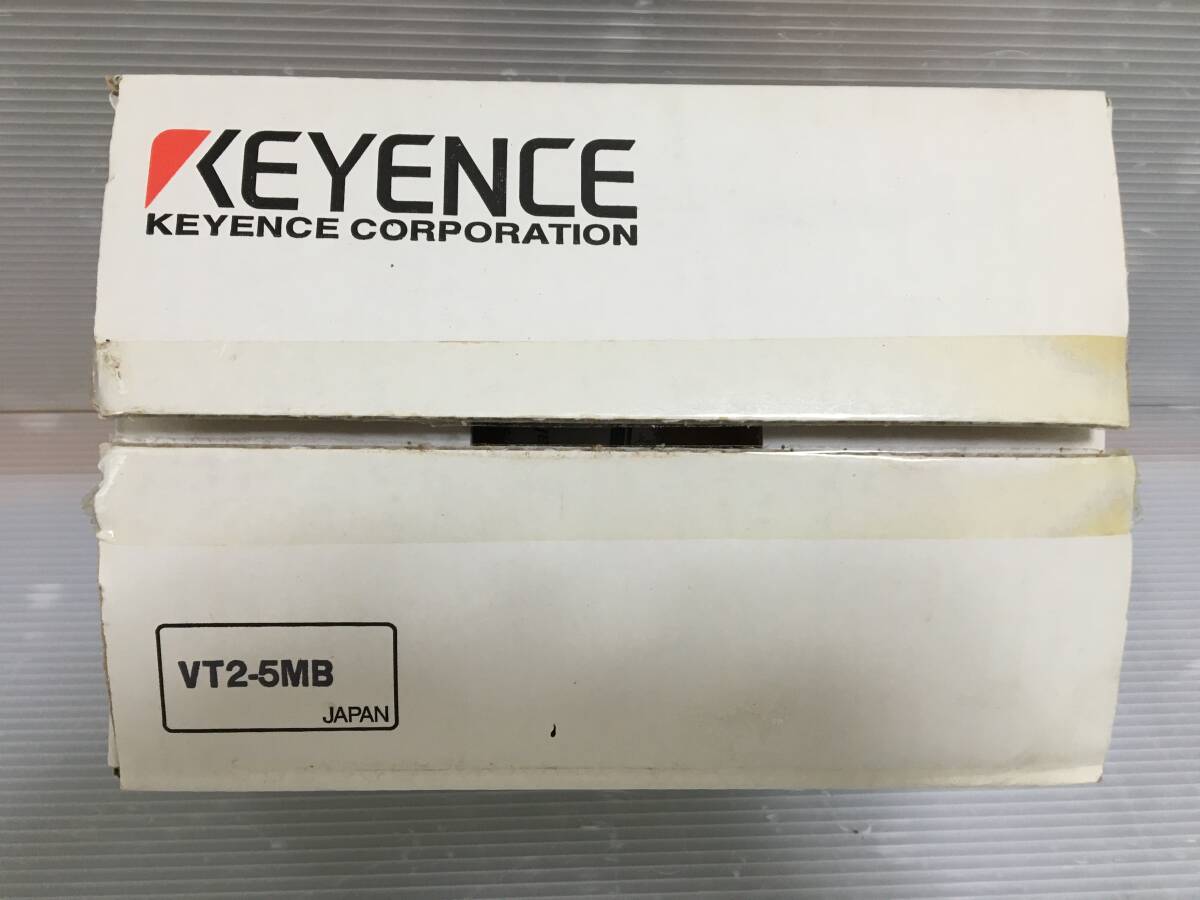 KEYENCE
KEYENCE CORPORATION
VT2-5MB
JAPAN